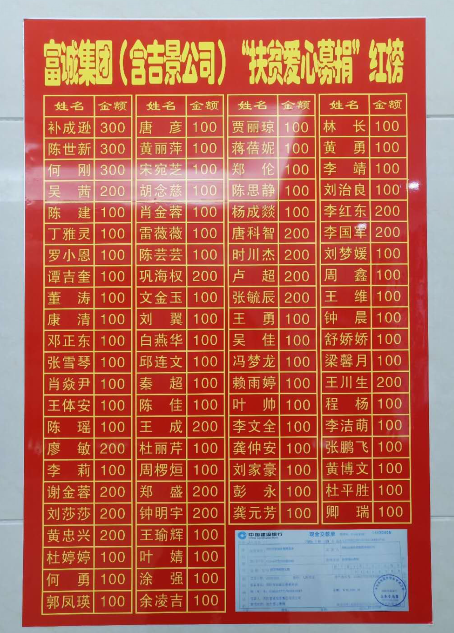 富诚集团（含吉景公司）“扶贫爱心募捐”红榜
姓名 金额 姓名 金额 姓名 金额 姓名 金额
补成逊 300 唐彦 100 贾丽琼 100 林长 100
陈世新 300 黄丽萍 100 蒋蓓妮 100 黄勇 100
何刚 300 宋宛芝 100 郑伦 100 李靖 100
吴茜 200 胡念慈 100 陈思静 100 刘治良 100
陈建 100 肖金蓉 100 杨成燚 100 李红东 200
丁雅灵 100 雷薇薇 100 唐科智 200 李国军 200
罗小恩 100 陈芸芸 100 时川杰 200 刘梦媛 100
谭吉奎 100 巩海权 200 卢超 200 周鑫 100
董涛 100 文金玉 100 张毓辰 200 王维 100
康清 100 刘翼 100 王勇 100 钟晨 100
邓正东 100 白燕华 100 吴佳 100 舒娇娇 100
张雪琴 100 邱连文 100 冯梦龙 100 梁馨月 100
肖焱尹 100 秦超 100 赖雨婷 100 王川生 200
王体安 100 陈佳 100 叶帅 100 程杨 100
陈瑶 100 王成 200 李文全 100 李洁萌 100
廖敏 200 杜丽芹 100 龚仲安 100 张鹏飞 100
李莉 100 周樱烜 100 刘家豪 100 黄博文 100
谢金蓉 200 郑盛 200 彭永 100 杜平胜 100
刘莎莎 200 钟明宇 200 龚元芳 100 卿瑞 100
黄忠兴 200 王瑜辉 100
杜婷婷 100 叶婧 100
何勇 100 涂强 100
郭凤瑛 100 余凌吉 100
中国建设银行